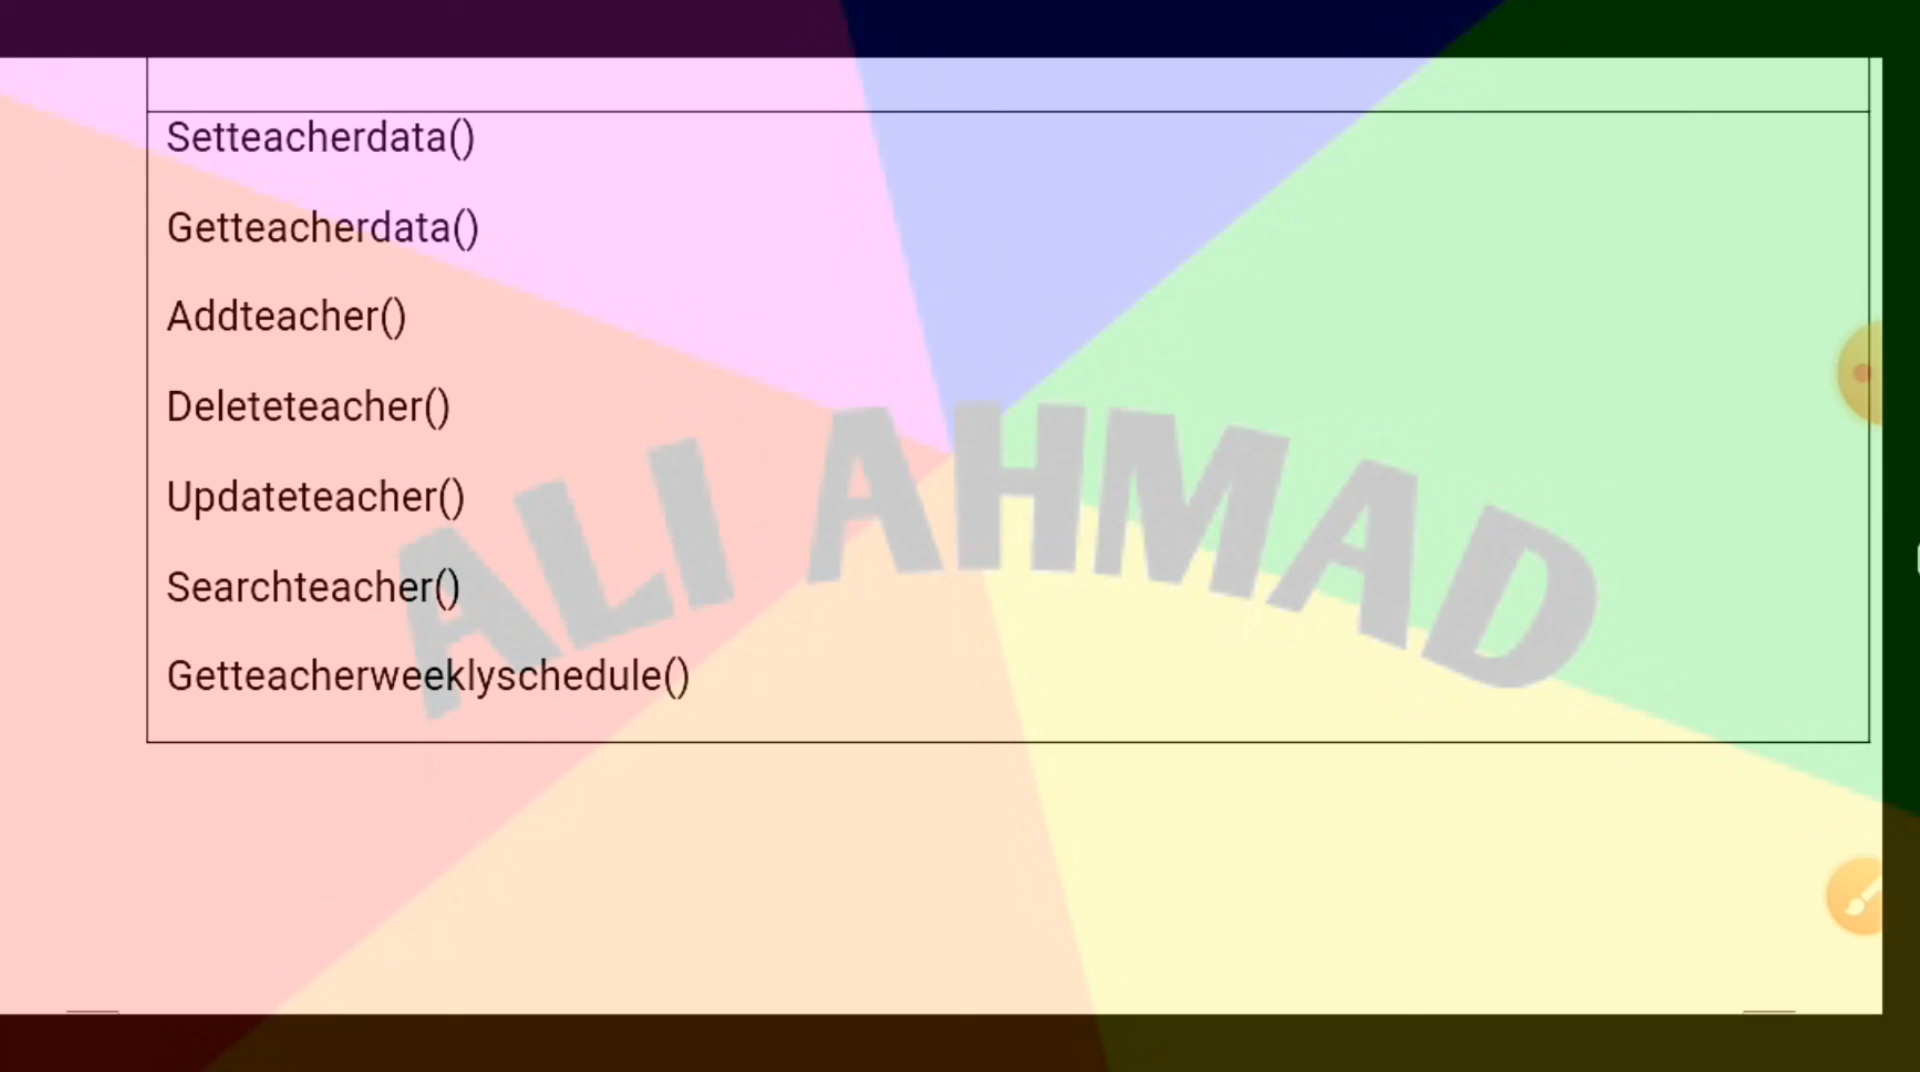 Setteacherdata()
Getteacherdata()
Addteacher()
Deleteteacher()
Updateteacher()
Searchteacher()
Getteacherweeklyschedule()
ALI AHMAD